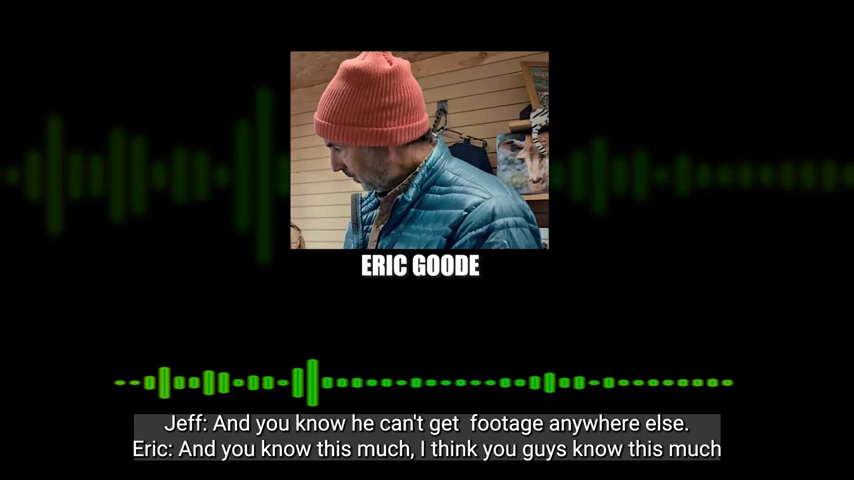 ERIC GOODE
Jeff: And you know he can't get  footage anywhere else.
Eric: And you know this much, I think you guys know this much